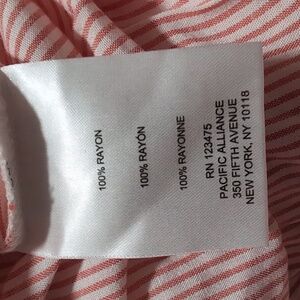 100% RAYON
100% RAYÓN
100% RAYONNE
RN 123475
PACIFIC ALLIANCE
350 FIFTH AVENUE
NEW YORK, NY 10118